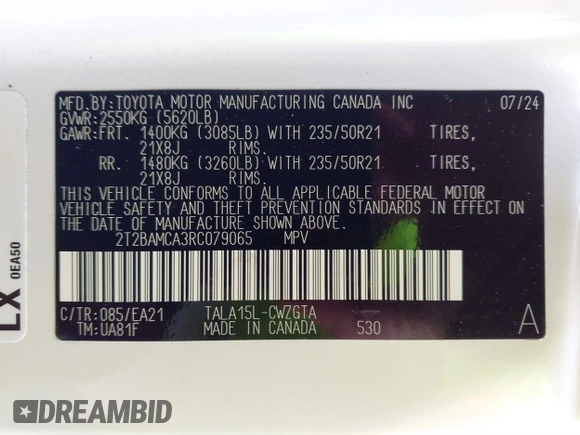 MFD.BY:TOYOTA MOTOR MANUFACTURING CANADA INC 07/24
GVWR:2550KG (5620LB)
GAWR:FRT. 1400KG (3085LB) WITH 235/50R21 TIRES,
21X8J RIMS.
RR. 1480KG (3260LB) WITH 235/50R21 TIRES,
21X8J RIMS.
THIS VEHICLE CONFORMS TO ALL APPLICABLE FEDERAL MOTOR
VEHICLE SAFETY AND THEFT PREVENTION STANDARDS IN EFFECT
ON THE DATE OF MANUFACTURE SHOWN ABOVE.
2T2BAMCA3RC079065 MPV
C/TR:085/EA21 TALA15L-CWZGTA
TM:UA81F MADE IN CANADA 530 A
LX 0EA50
DREAMBID